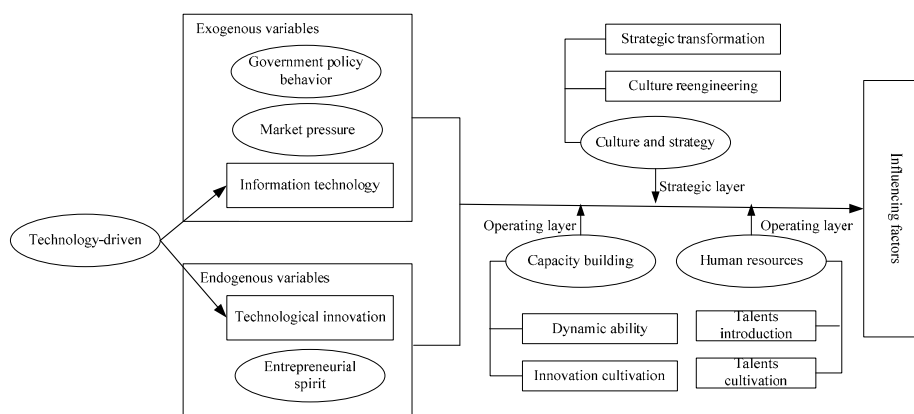 Exogenous variables
Government policy
behavior
Market pressure
Information technology
Technology-driven
Endogenous variables
Technological innovation
Entrepreneurial
spirit
Strategic transformation
Culture reengineering
Culture and strategy
Strategic layer
Operating layer
Capacity building
Dynamic ability
Innovation cultivation
Operating layer
Human resources
Talents
introduction
Talents
cultivation
Influencing factors